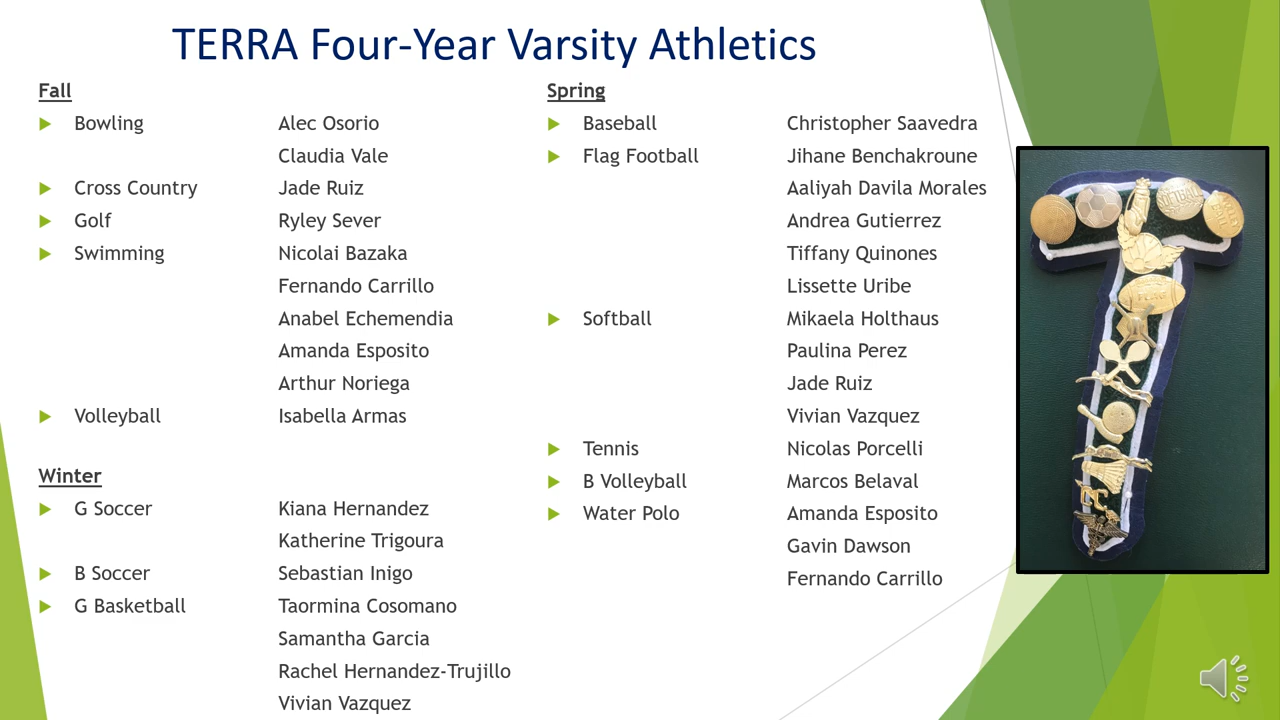 TERRA Four-Year Varsity Athletics
Fall
Bowling Alec Osorio
Claudia Vale
Cross Country Jade Ruiz
Golf Ryley Sever
Swimming Nicolai Bazaka
Fernando Carrillo
Anabel Echemendia
Amanda Esposito
Arthur Noriega
Volleyball Isabella Armas
Winter
G Soccer Kiana Hernandez
Katherine Trigoura
B Soccer Sebastian Inigo
G Basketball Taormina Cosomano
Samantha Garcia
Rachel Hernandez-Trujillo
Vivian Vazquez
Spring
Baseball Christopher Saavedra
Flag Football Jihane Benchakroune
Aaliyah Davila Morales
Andrea Gutierrez
Tiffany Quinones
Lissette Uribe
Softball Mikaela Holthaus
Paulina Perez
Jade Ruiz
Vivian Vazquez
Tennis Nicolas Porcelli
B Volleyball Marcos Belaval
Water Polo Amanda Esposito
Gavin Dawson
Fernando Carrillo
FLAG